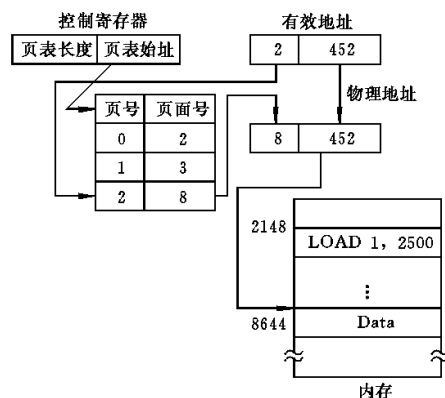 控制寄存器
页表长度 页表始址
有效地址
2 452
物理地址
8 452
页号 页面号
0 2
1 3
2 8
2148
LOAD 1, 2500
⋮
8644
Data
内存